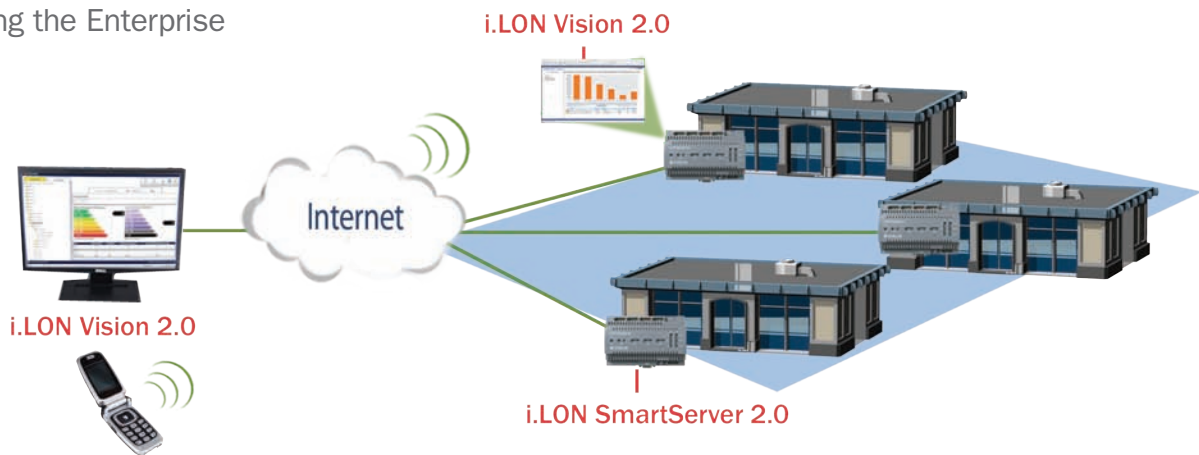 ng the Enterprise
i.LON Vision 2.0
Internet
i.LON Vision 2.0
i.LON SmartServer 2.0